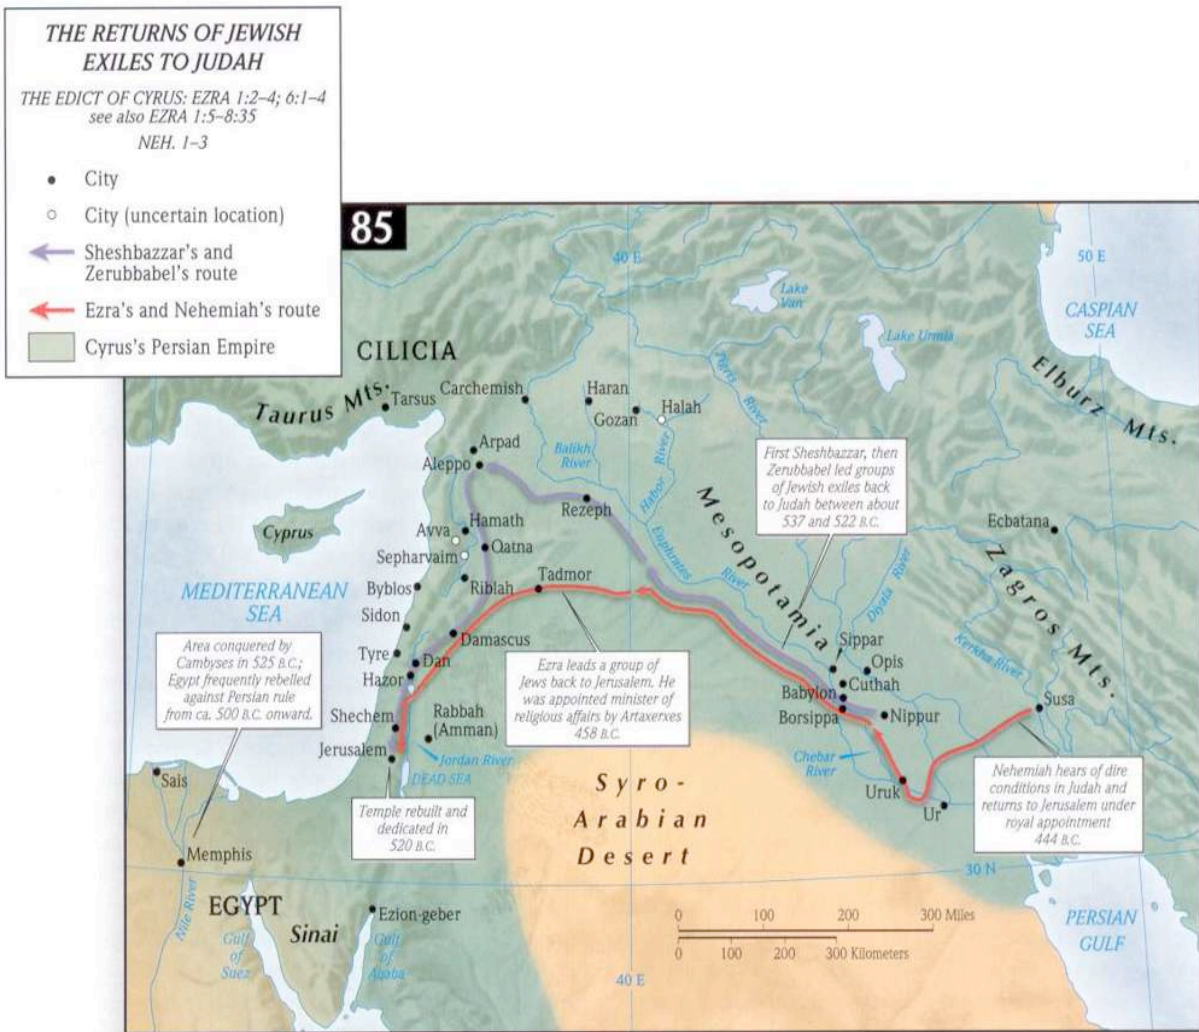 THE RETURNS OF JEWISH
EXILES TO JUDAH
THE EDICT OF CYRUS: EZRA 1:2–4; 6:1–4
see also EZRA 1:5–8:35
NEH. 1–3
City
City (uncertain location)
Sheshbazzar's and
Zerubbabel's route
Ezra's and Nehemiah's route
Cyrus's Persian Empire
85
40 E
50 E
Lake
Van
Lake Urmia
CASPIAN
SEA
CILICIA
Taurus Mts.
Tarsus
Carchemish
Haran
Gozan
Halah
Tigris
River
Elburz Mts.
Arpad
Aleppo
Balikh
River
Habor
River
First Sheshbazzar, then
Zerubbabel led groups
of Jewish exiles back
to Judah between about
537 and 522 B.C.
Rezeph
Mesopotamia
Ecbatana
Cyprus
Avva
Hamath
Sepharvaim
Qatna
Euphrates
River
Diyala River
Zagros Mts.
MEDITERRANEAN
SEA
Byblos
Riblah
Tadmor
Sidon
Damascus
Sippar
Opis
Kerkha River
Area conquered by
Cambyses in 525 B.C.;
Egypt frequently rebelled
against Persian rule
from ca. 500 B.C. onward.
Tyre
Dan
Hazor
Ezra leads a group of
Jews back to Jerusalem. He
was appointed minister of
religious affairs by Artaxerxes
458 B.C.
Cuthah
Babylon
Borsippa
Nippur
Susa
Shechem
Rabbah
(Amman)
Jerusalem
Jordan River
DEAD SEA
Chebar
River
Uruk
Ur
Nehemiah hears of dire
conditions in Judah and
returns to Jerusalem under
royal appointment
444 B.C.
Sais
Temple rebuilt and
dedicated in
520 B.C.
Syro-
Arabian
Desert
Memphis
30 N
Nile River
EGYPT
Sinai
Ezion-geber
Gulf
of
Suez
Gulf
of
Aqaba
0 100 200 300 Miles
0 100 200 300 Kilometers
PERSIAN
GULF
40 E